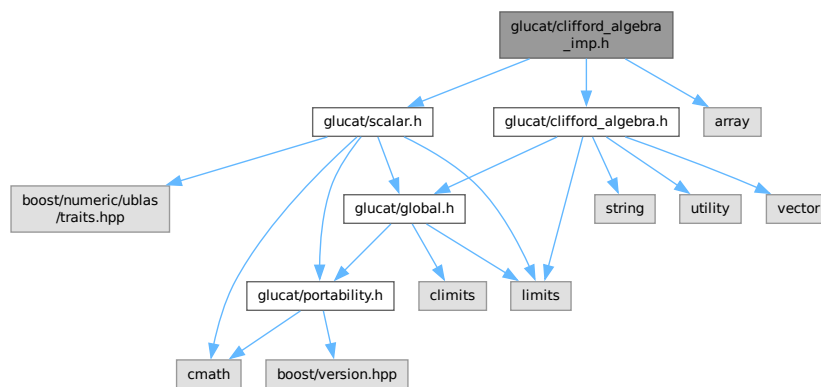 glucat/clifford_algebra
_imp.h
glucat/scalar.h
glucat/clifford_algebra.h
array
boost/numeric/ublas
/traits.hpp
glucat/global.h
string
utility
vector
glucat/portability.h
climits
limits
cmath
boost/version.hpp